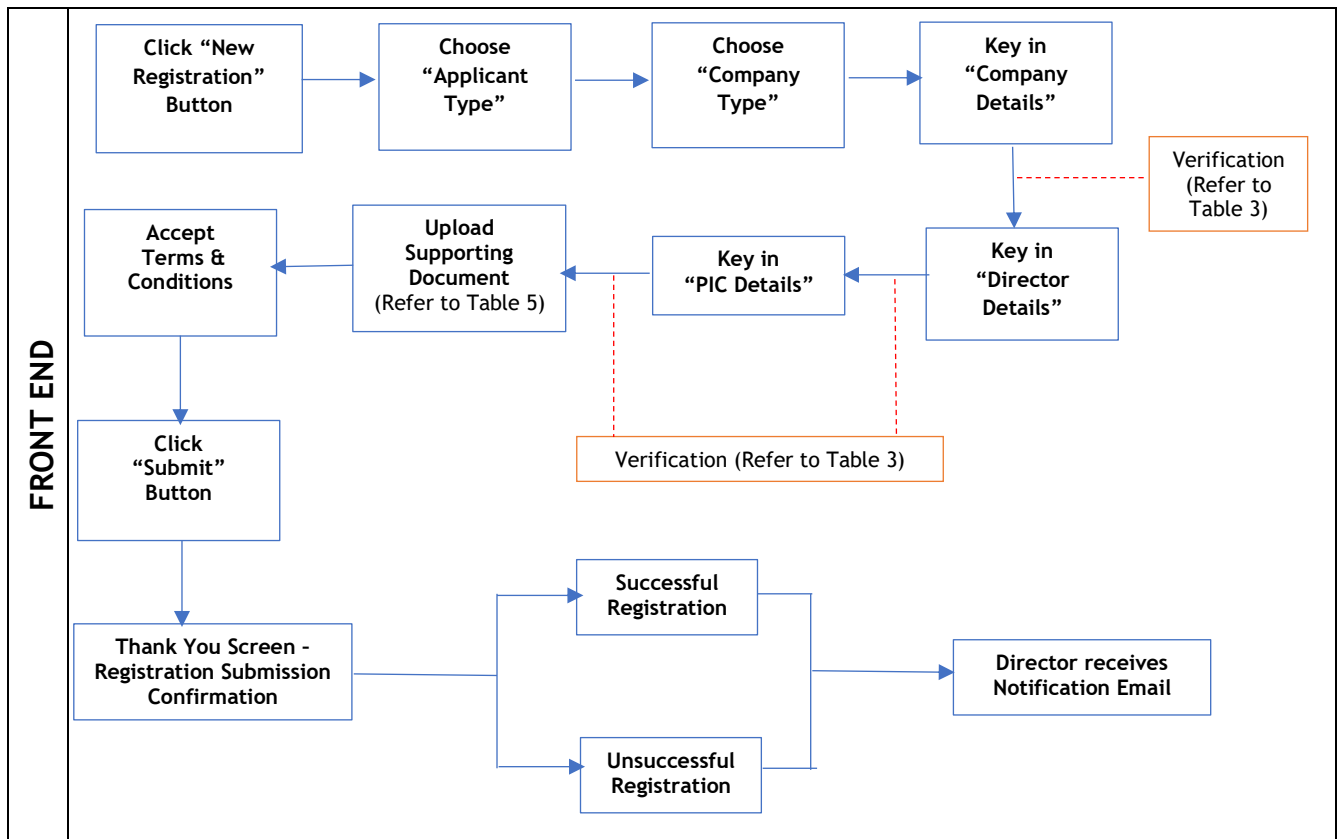 FRONT END
Click “New
Registration”
Button
Choose
“Applicant
Type”
Choose
“Company
Type”
Key in
“Company
Details”
Verification
(Refer to
Table 3)
Key in
“Director
Details”
Key in
“PIC Details”
Upload
Supporting
Document
(Refer to Table 5)
Accept
Terms &
Conditions
Verification (Refer to Table 3)
Click
“Submit”
Button
Thank You Screen –
Registration Submission
Confirmation
Successful
Registration
Unsuccessful
Registration
Director receives
Notification Email